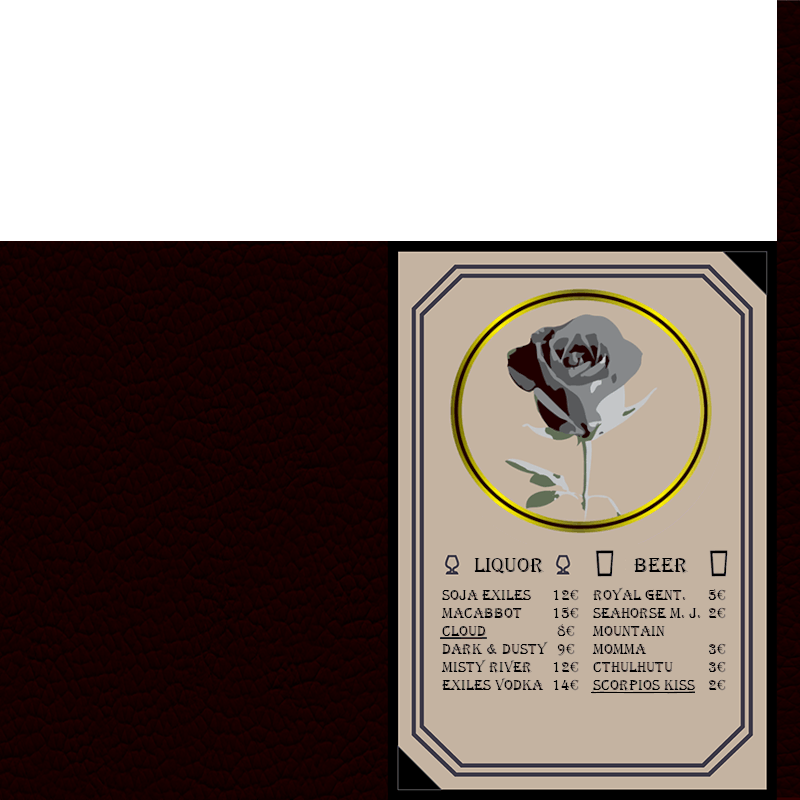 LIQUOR BEER
SOJA EXILES 12€ ROYAL GENT. 5€
MACABBOT 15€ SEAHORSE M. J. 2€
CLOUD 8€ MOUNTAIN
DARK & DUSTY 9€ MOMMA 3€
MISTY RIVER 12€ CTHULHUTU 3€
EXILES VODKA 14€ SCORPIOS KISS 2€